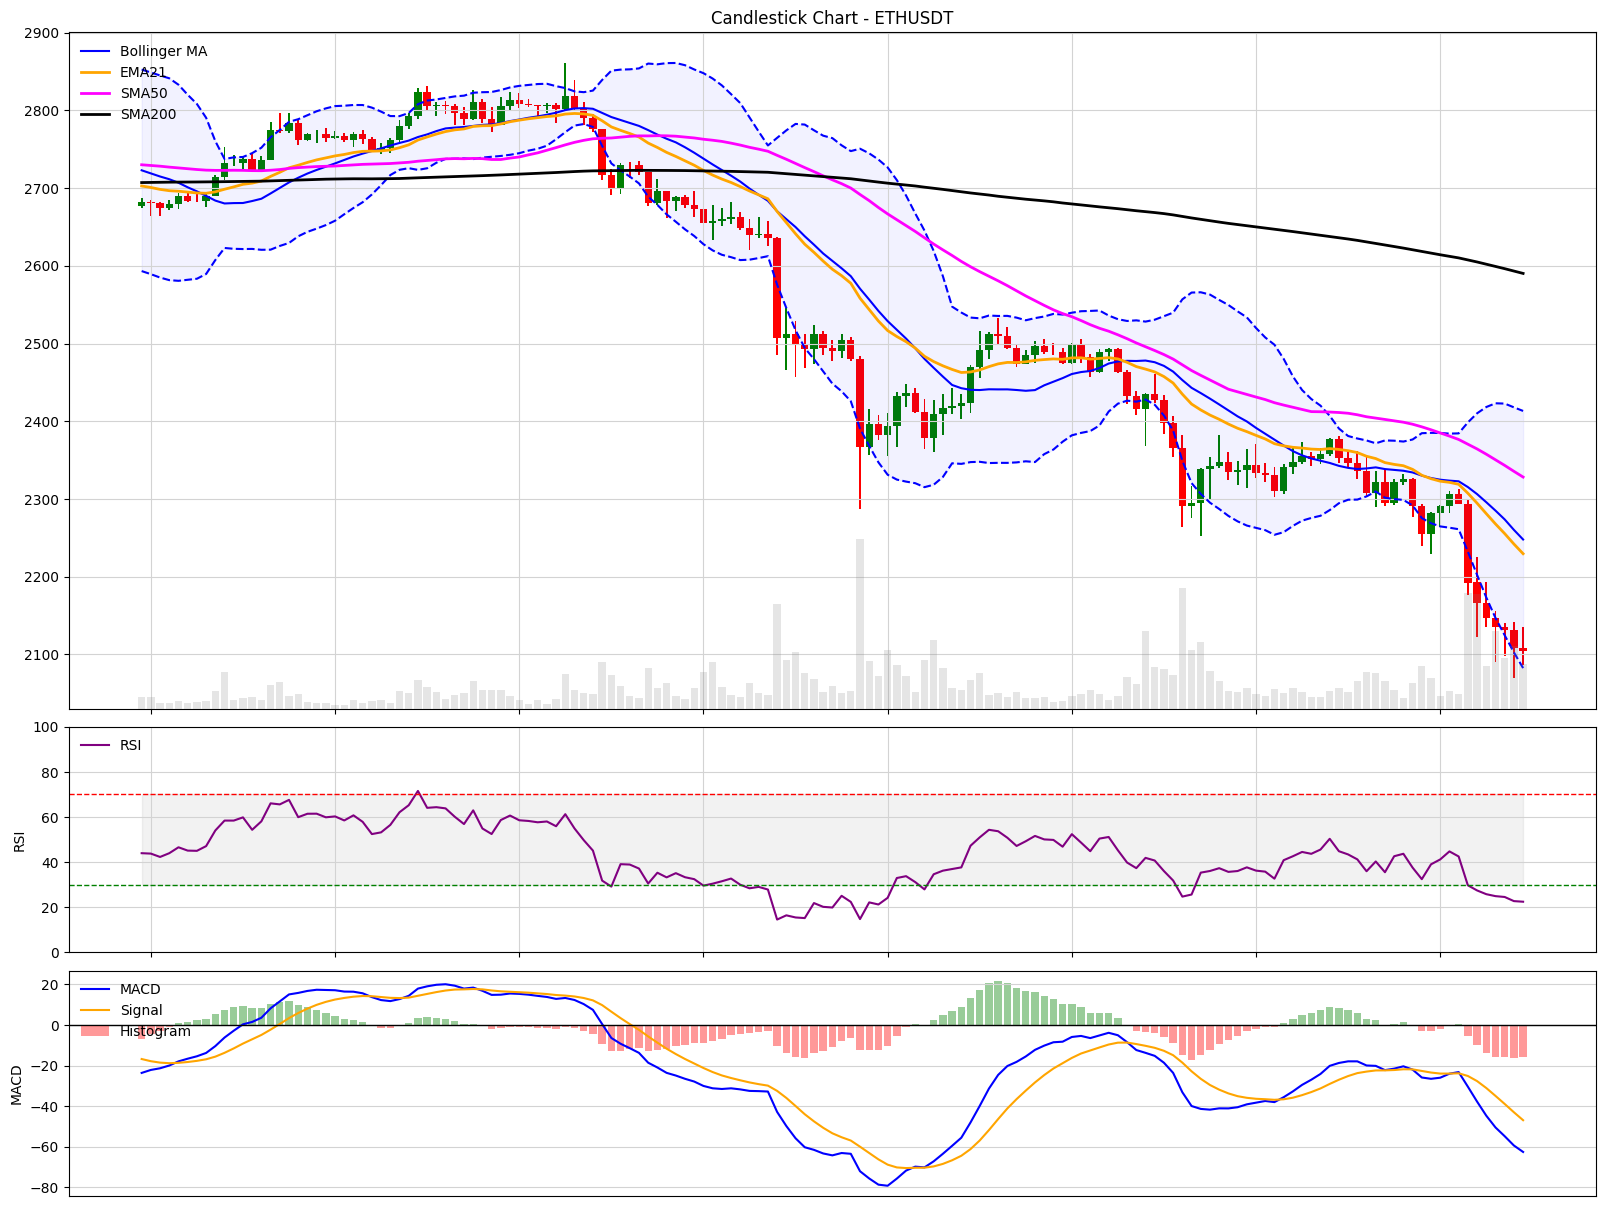 Candlestick Chart - ETHUSDT
2900
2800
2700
2600
2500
2400
2300
2200
2100
Bollinger MA
EMA21
SMA50
SMA200
100
80
60
40
20
0
RSI
RSI
20
0
−20
−40
−60
−80
MACD
MACD
Signal
Histogram